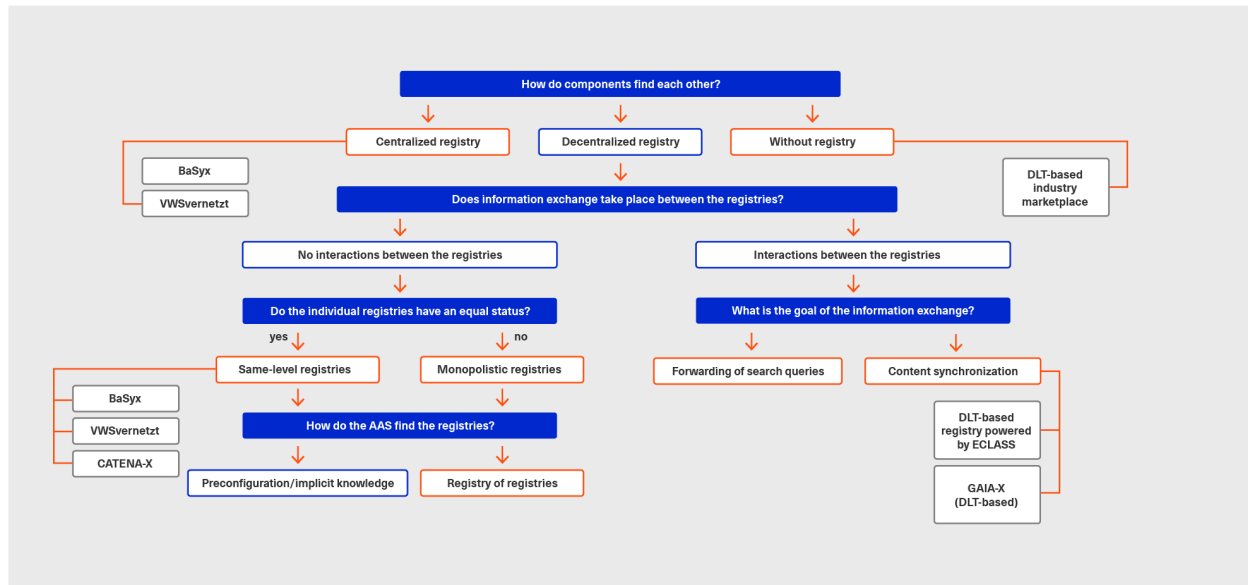 How do components find each other?
Centralized registry
Decentralized registry
Without registry
BaSyx
VWSvernetzt
DLT-based
industry
marketplace
Does information exchange take place between the registries?
No interactions between the registries
Interactions between the registries
Do the individual registries have an equal status?
What is the goal of the information exchange?
yes
no
Same-level registries
Monopolistic registries
Forwarding of search queries
Content synchronization
BaSyx
VWSvernetzt
CATENA-X
How do the AAS find the registries?
DLT-based
registry powered
by ECLASS
Preconfiguration/implicit knowledge
Registry of registries
GAIA-X
(DLT-based)